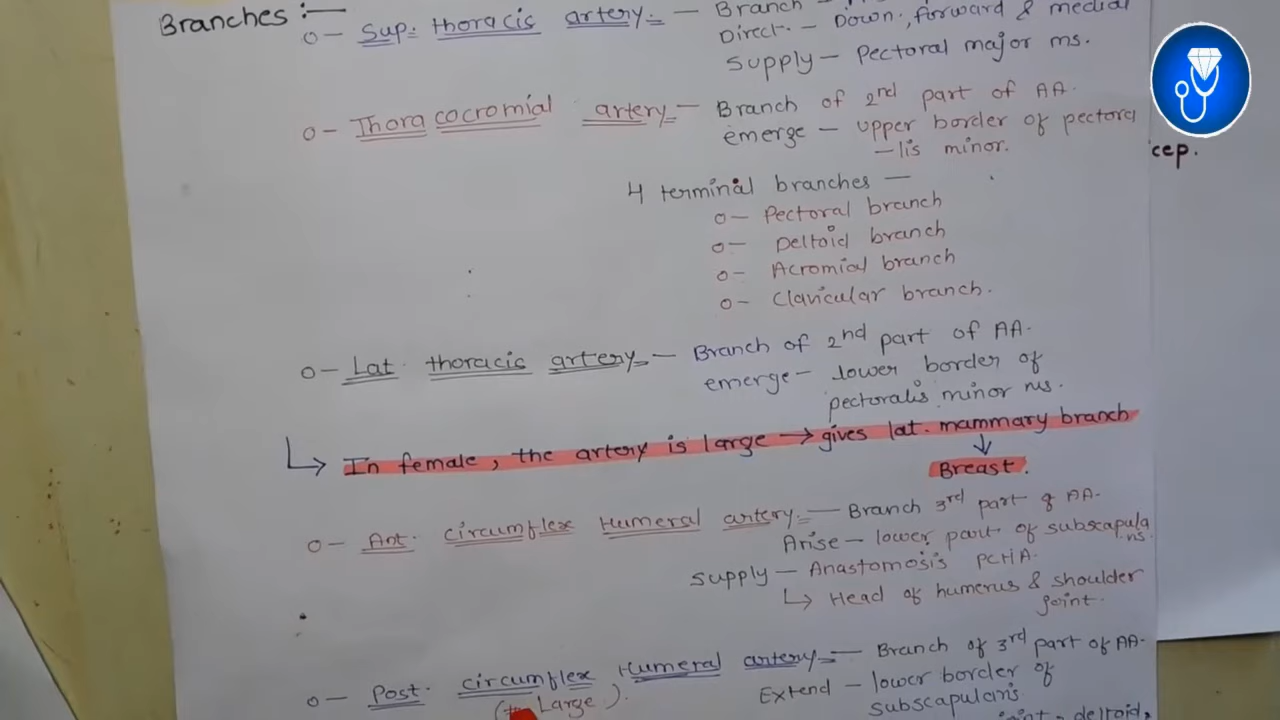 Branches :—
o- Sup. thoracis artery. — Branch -
Direct. - Down., forward & medial
supply - Pectoral major ms.
o- Thoracocromial artery - Branch of 2nd part of AA.
emerge - upper border of pectora
-lis minor.
cep.
4 terminal branches —
o- Pectoral branch
o- Deltoid branch
o- Acromial branch
o- Clavicular branch.
o- Lat. thoracis artery - Branch of 2nd part of AA.
emerge - lower border of
pectoralis minor ms.
↳ In female, the artery is large → gives lat. mammary branch
↓
Breast.
o- Ant. circumflex Humeral artery. — Branch 3rd part of AA.
Arise - lower part of subscapula
ns.
supply - Anastomosis PCHA.
↳ Head of humerus & shoulder
joint.
o- Post. circumflex Humeral artery - Branch of 3rd part of AA.
( Large ).
Extend - lower border of
subscapularis
deltoid,